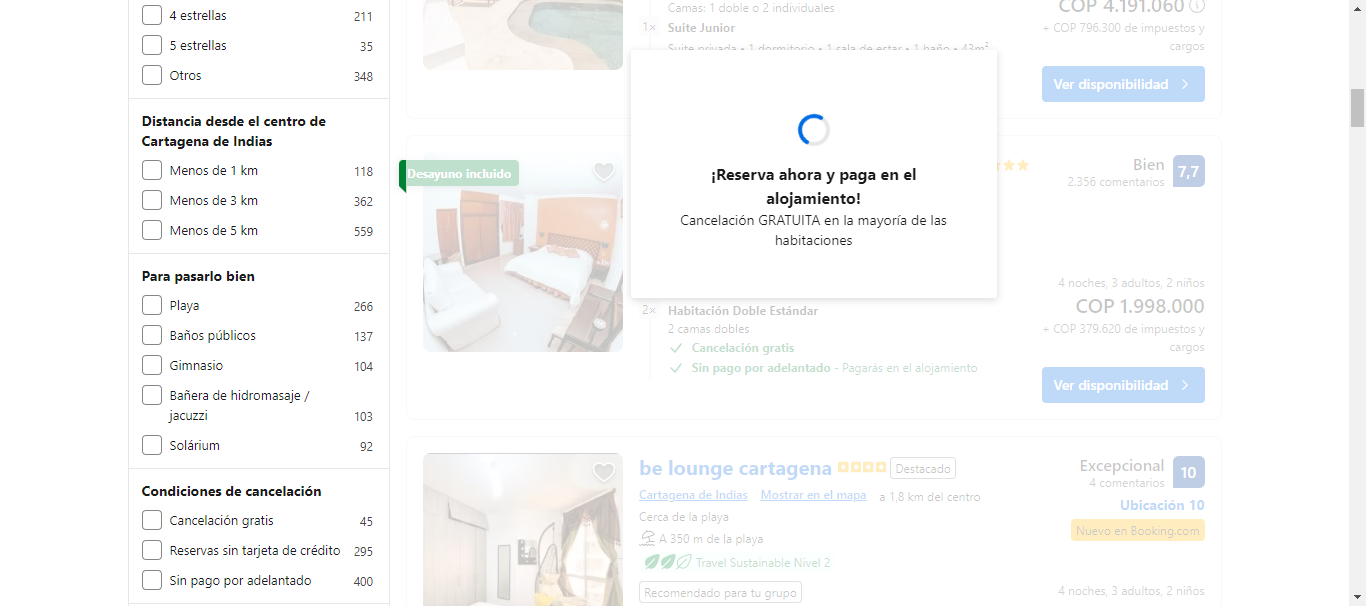 4 estrellas 211
5 estrellas 35
Otros 348
Distancia desde el centro de
Cartagena de Indias
Menos de 1 km 118
Menos de 3 km 362
Menos de 5 km 559
Para pasarlo bien
Playa 266
Baños públicos 137
Gimnasio 104
Bañera de hidromasaje /
jacuzzi 103
Solárium 92
Condiciones de cancelación
Cancelación gratis 45
Reservas sin tarjeta de crédito 295
Sin pago por adelantado 400
Camas: 1 doble o 2 individuales
1× Suite Junior
Suite privada • 1 dormitorio • 1 sala de estar • 1 baño • 43m²
COP 4.191.060
+ COP 796.300 de impuestos y
cargos
Ver disponibilidad
¡Reserva ahora y paga en el
alojamiento!
Cancelación GRATUITA en la mayoría de las
habitaciones
Desayuno incluido
Bien 7,7
2.356 comentarios
2× Habitación Doble Estándar
2 camas dobles
Cancelación gratis
Sin pago por adelantado - Pagarás en el alojamiento
4 noches, 3 adultos, 2 niños
COP 1.998.000
+ COP 379.620 de impuestos y
cargos
Ver disponibilidad
be lounge cartagena Destacado
Cartagena de Indias Mostrar en el mapa a 1,8 km del centro
Cerca de la playa
A 350 m de la playa
Travel Sustainable Nivel 2
Recomendado para tu grupo
Excepcional 10
4 comentarios
Ubicación 10
Nuevo en Booking.com
4 noches, 3 adultos, 2 niños